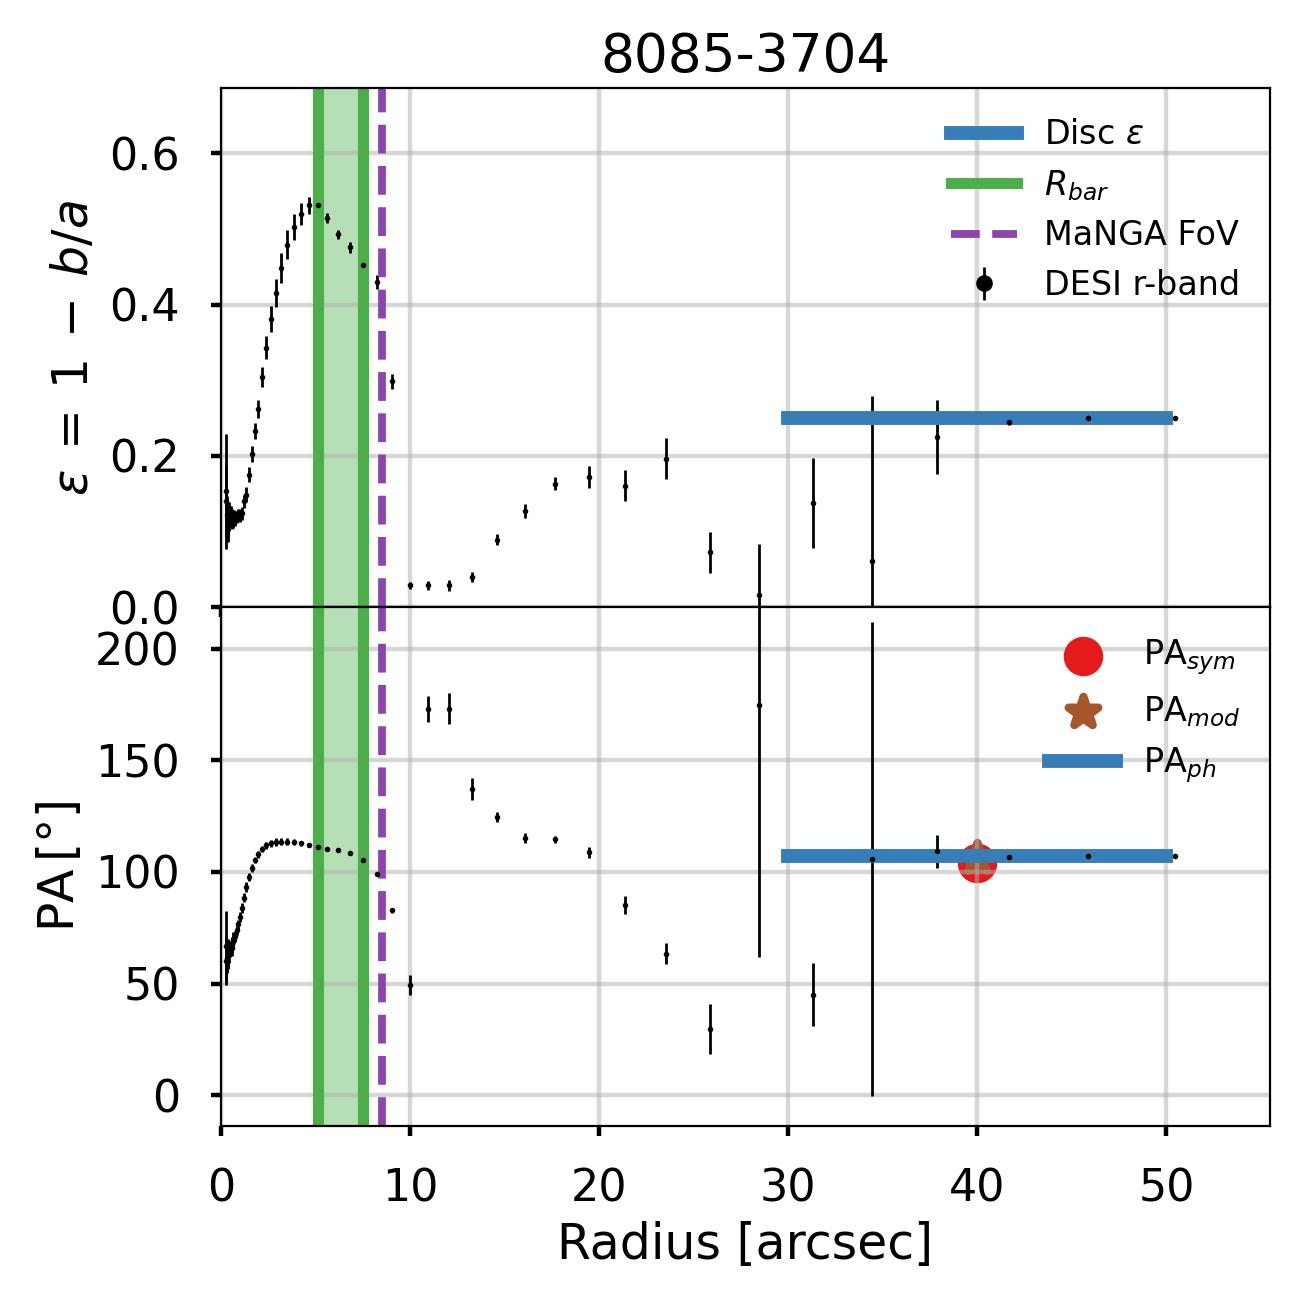 8085-3704
0.6
0.4
0.2
0.0
ε = 1 − b/a
Disc ε
R_bar
MaNGA FoV
DESI r-band
200
150
100
50
0
PA [°]
PA_sym
PA_mod
PA_ph
0 10 20 30 40 50
Radius [arcsec]